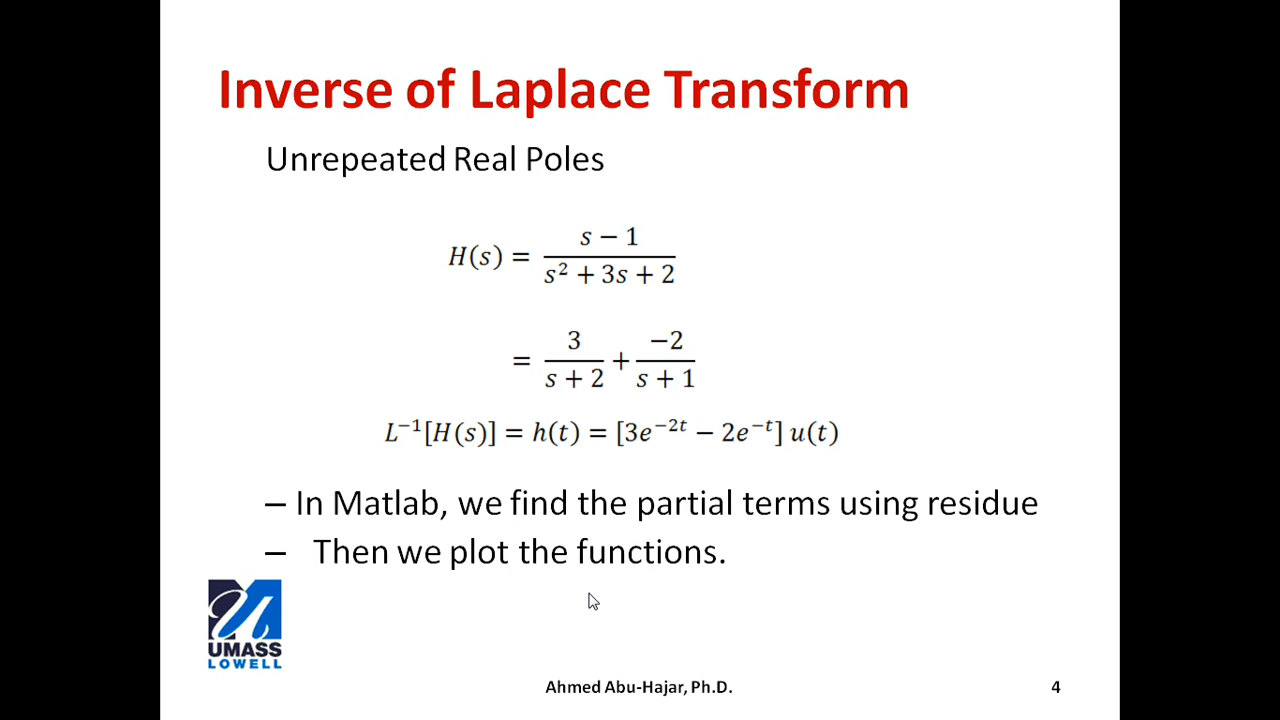 Inverse of Laplace Transform
Unrepeated Real Poles
H(s) = (s − 1)/(s² + 3s + 2)
= 3/(s + 2) + −2/(s + 1)
L⁻¹[H(s)] = h(t) = [3e⁻²ᵗ − 2e⁻ᵗ] u(t)
– In Matlab, we find the partial terms using residue
– Then we plot the functions.
UMASS
LOWELL
Ahmed Abu-Hajar, Ph.D.
4